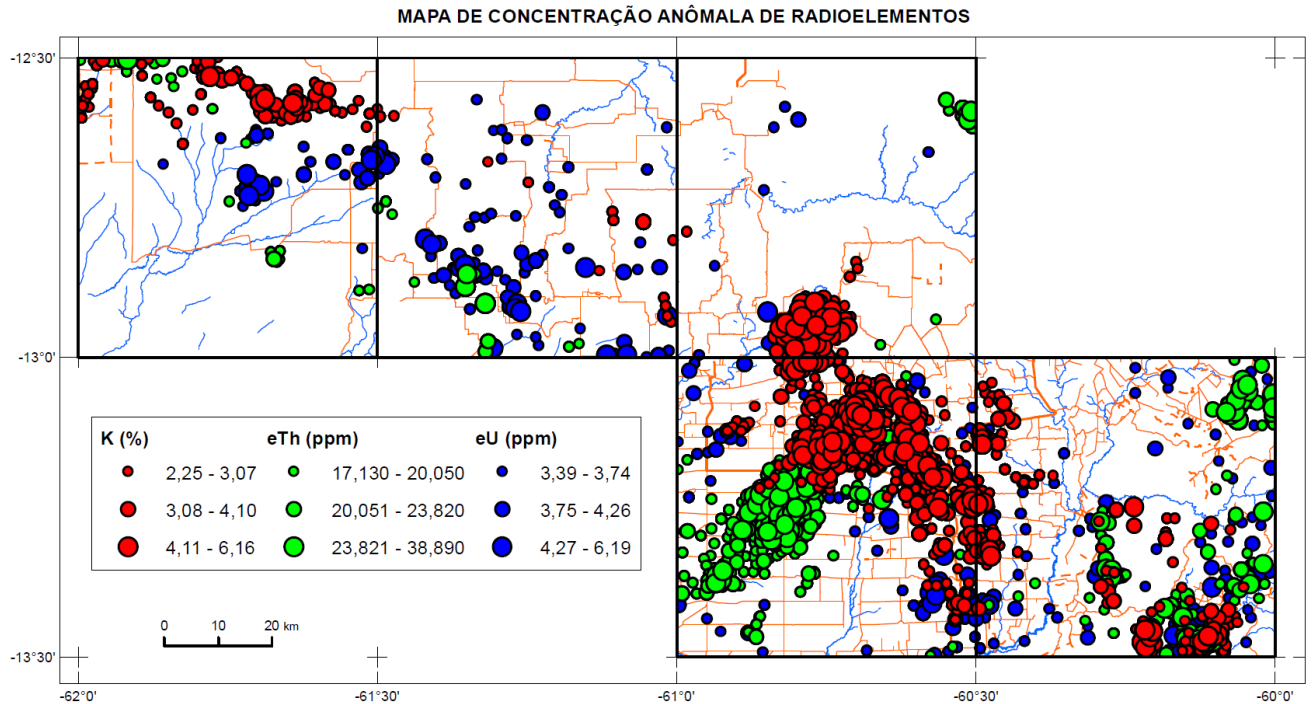 MAPA DE CONCENTRAÇÃO ANÔMALA DE RADIOELEMENTOS
-12°30'
-13°0'
K (%) eTh (ppm) eU (ppm)
2,25 - 3,07 17,130 - 20,050 3,39 - 3,74
3,08 - 4,10 20,051 - 23,820 3,75 - 4,26
4,11 - 6,16 23,821 - 38,890 4,27 - 6,19
0 10 20 km
-13°30'
-62°0' -61°30' -61°0' -60°30' -60°0'